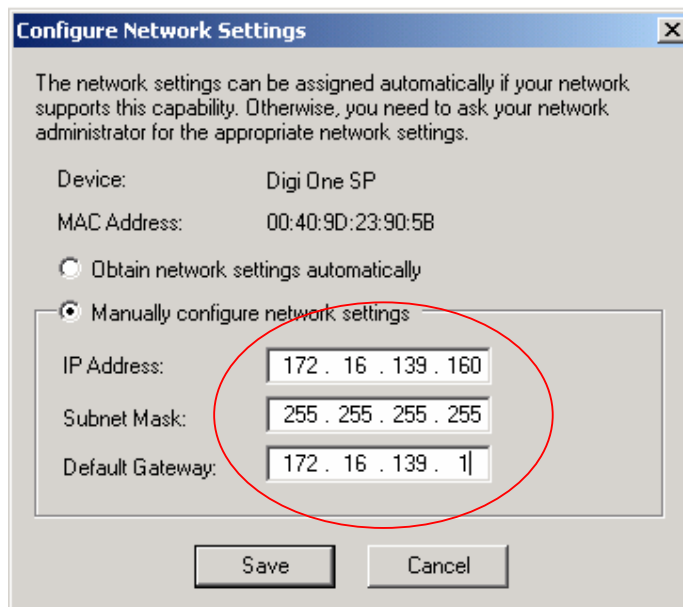 Configure Network Settings
The network settings can be assigned automatically if your network
supports this capability. Otherwise, you need to ask your network
administrator for the appropriate network settings.
Device: Digi One SP
MAC Address: 00:40:9D:23:90:5B
Obtain network settings automatically
Manually configure network settings
IP Address: 172 . 16 . 139 . 160
Subnet Mask: 255 . 255 . 255 . 255
Default Gateway: 172 . 16 . 139 . 1
Save Cancel